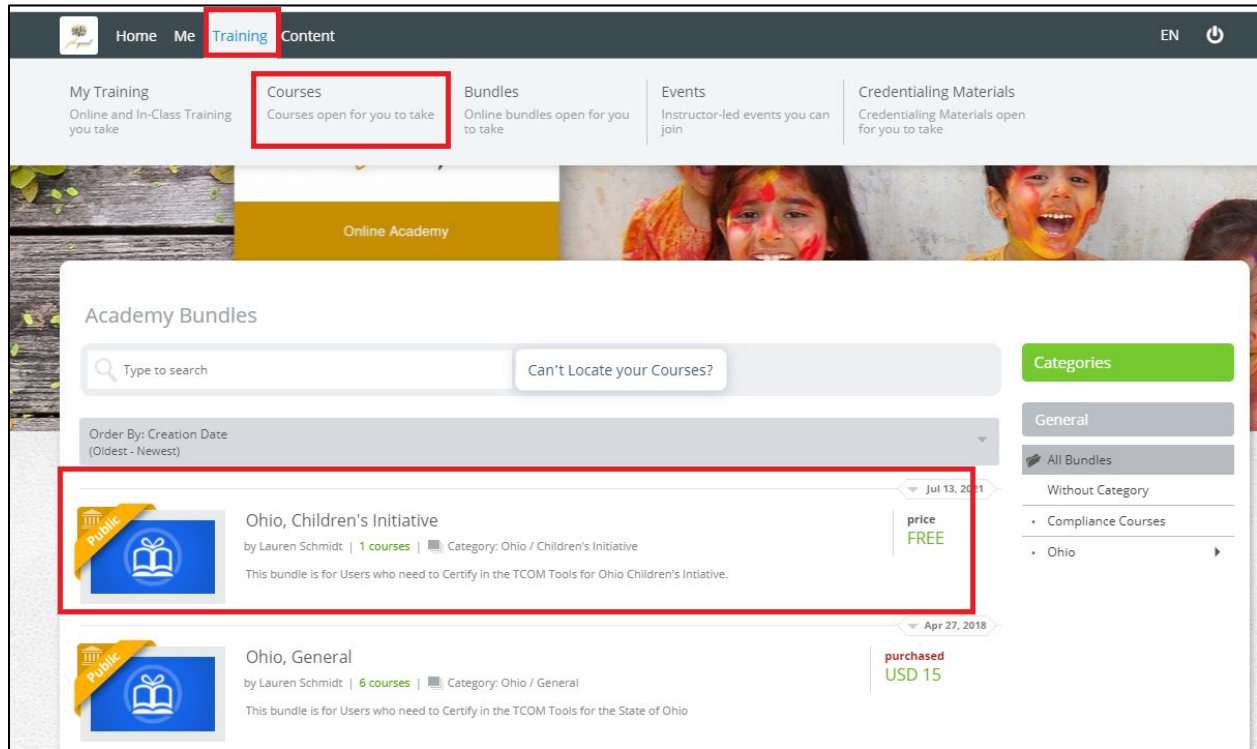 Home Me Training Content EN
My Training
Online and In-Class Training
you take
Courses
Courses open for you to take
Bundles
Online bundles open for you
to take
Events
Instructor-led events you can
join
Credentialing Materials
Credentialing Materials open
for you to take
Online Academy
Academy Bundles
Type to search
Can't Locate your Courses?
Order By: Creation Date
(Oldest - Newest)
Categories
General
All Bundles
Without Category
Compliance Courses
Ohio
Jul 13, 2021
Public
Ohio, Children's Initiative
by Lauren Schmidt | 1 courses | Category: Ohio / Children's Initiative
This bundle is for Users who need to Certify in the TCOM Tools for Ohio Children's Intiative.
price
FREE
Apr 27, 2018
Public
Ohio, General
by Lauren Schmidt | 6 courses | Category: Ohio / General
This bundle is for Users who need to Certify in the TCOM Tools for the State of Ohio
purchased
USD 15